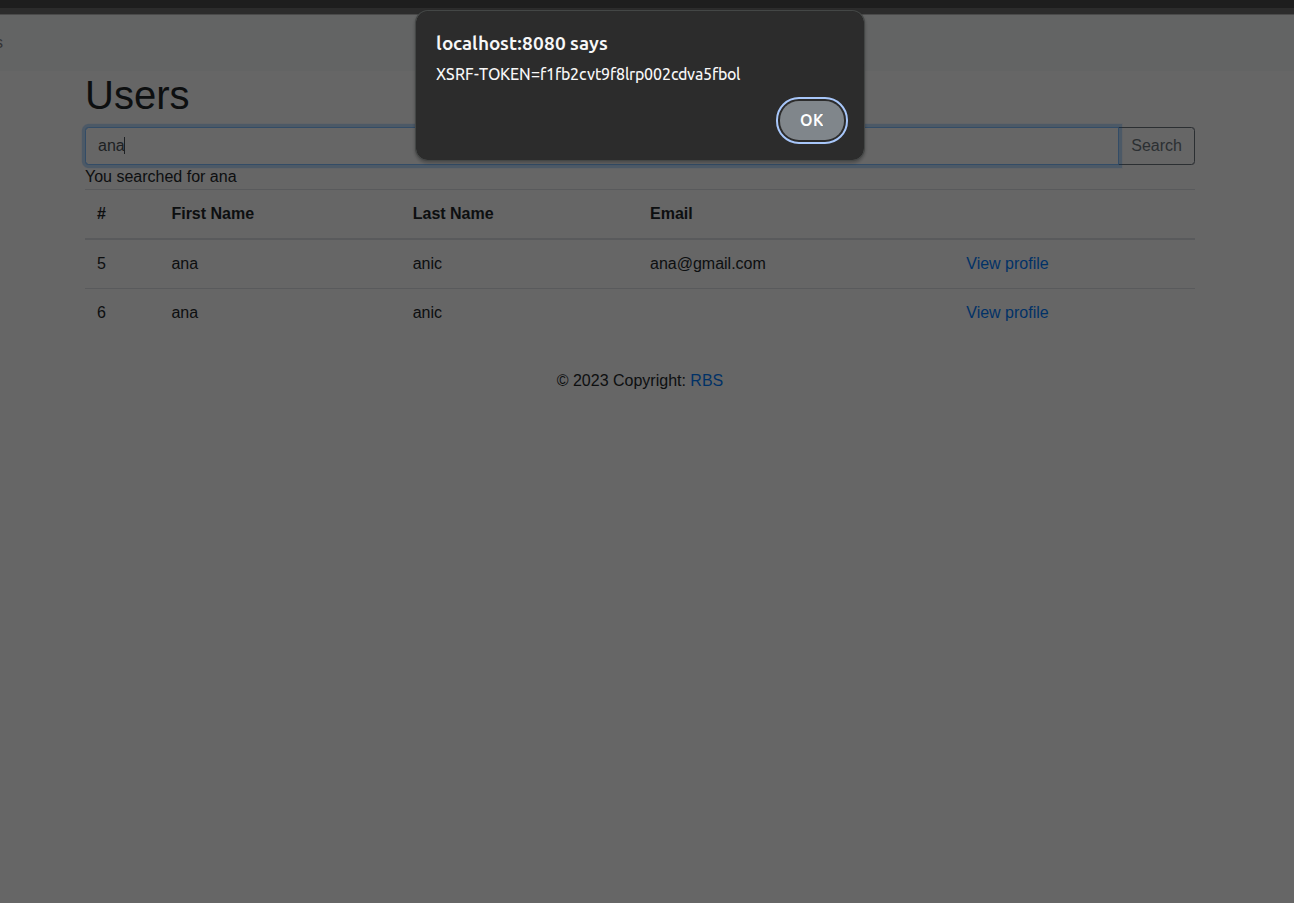 localhost:8080 says
XSRF-TOKEN=f1fb2cvt9f8lrp002cdva5fbol
OK
s
Users
ana Search
You searched for ana
# First Name Last Name Email
5 ana anic ana@gmail.com View profile
6 ana anic View profile
© 2023 Copyright: RBS